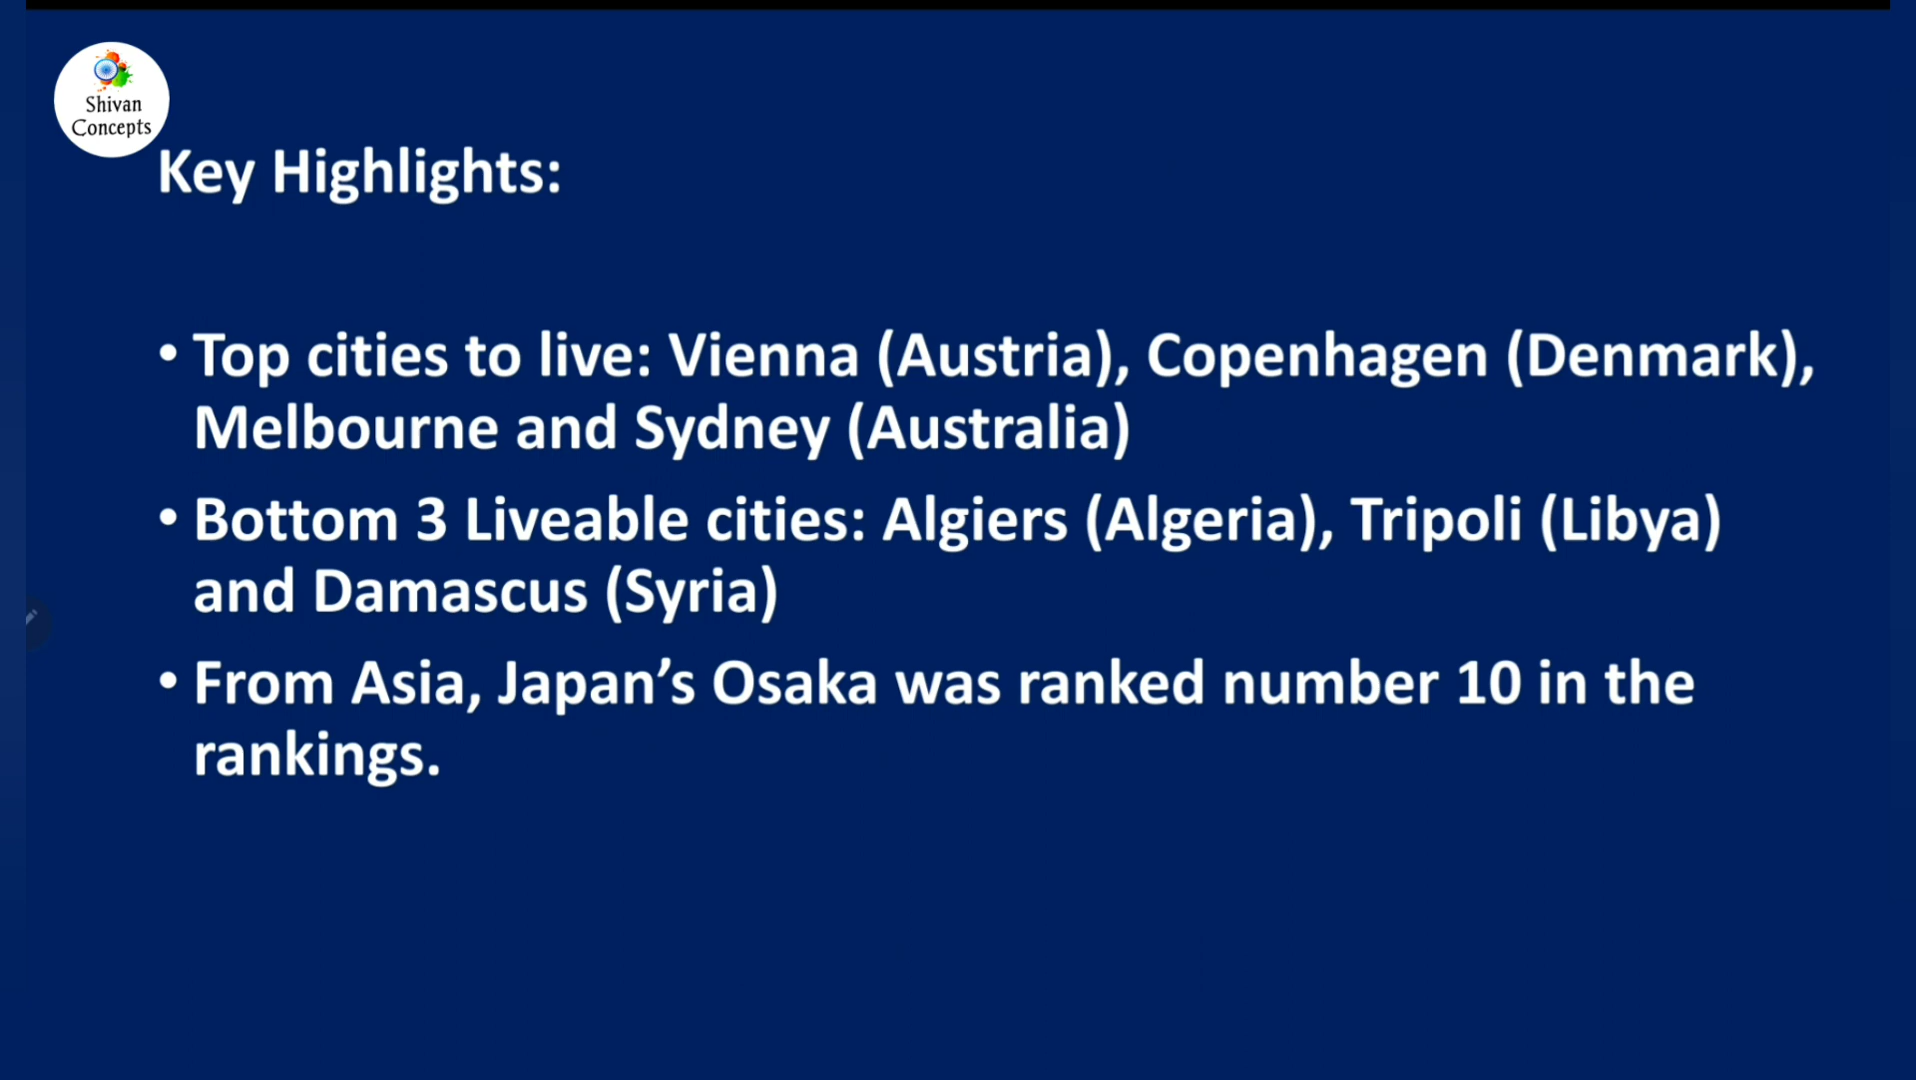 Shivan
Concepts
Key Highlights:
• Top cities to live: Vienna (Austria), Copenhagen (Denmark),
Melbourne and Sydney (Australia)
• Bottom 3 Liveable cities: Algiers (Algeria), Tripoli (Libya)
and Damascus (Syria)
• From Asia, Japan’s Osaka was ranked number 10 in the
rankings.